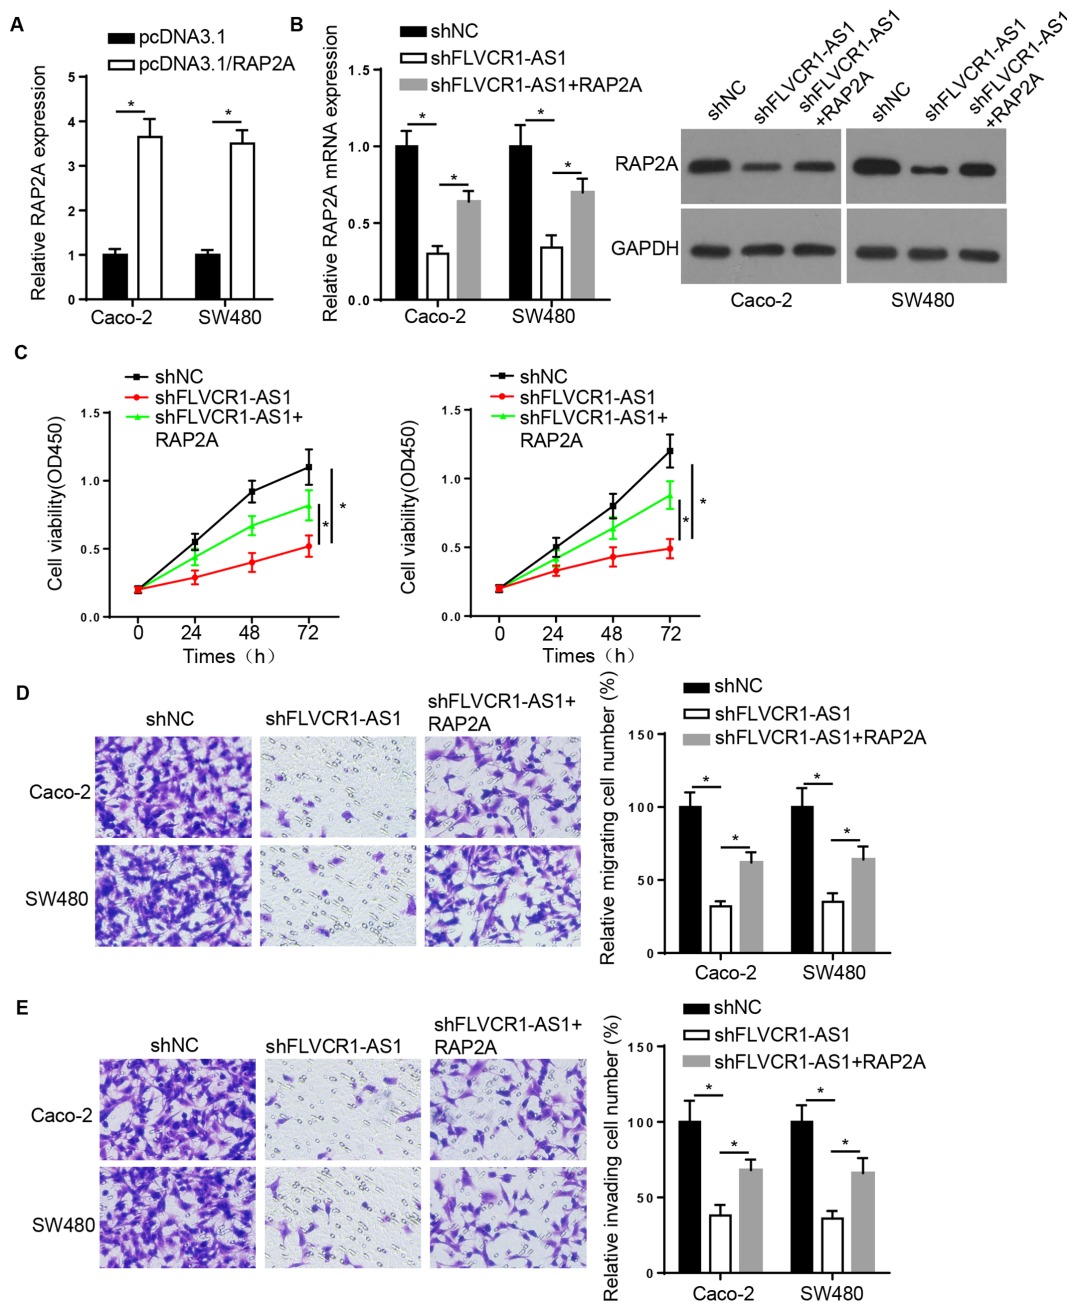 A
pcDNA3.1
pcDNA3.1/RAP2A
Relative RAP2A expression
5
4
3
2
1
0
*
*
Caco-2
SW480
B
shNC
shFLVCR1-AS1
shFLVCR1-AS1+RAP2A
Relative RAP2A mRNA expression
1.5
1.0
0.5
0.0
*
*
*
*
Caco-2
SW480
shNC
shFLVCR1-AS1
shFLVCR1-AS1
+RAP2A
shNC
shFLVCR1-AS1
shFLVCR1-AS1
+RAP2A
RAP2A
GAPDH
Caco-2
SW480
C
shNC
shFLVCR1-AS1
shFLVCR1-AS1+
RAP2A
Cell viability(OD450)
1.5
1.0
0.5
0.0
*
*
0
24
48
72
Times（h）
shNC
shFLVCR1-AS1
shFLVCR1-AS1+
RAP2A
Cell viability(OD450)
1.5
1.0
0.5
0.0
*
*
0
24
48
72
Times（h）
D
shNC
shFLVCR1-AS1
shFLVCR1-AS1+
RAP2A
Caco-2
SW480
shNC
shFLVCR1-AS1
shFLVCR1-AS1+RAP2A
Relative migrating cell number (%)
150
100
50
0
*
*
*
*
Caco-2
SW480
E
shNC
shFLVCR1-AS1
shFLVCR1-AS1+
RAP2A
Caco-2
SW480
shNC
shFLVCR1-AS1
shFLVCR1-AS1+RAP2A
Relative invading cell number (%)
150
100
50
0
*
*
*
*
Caco-2
SW480